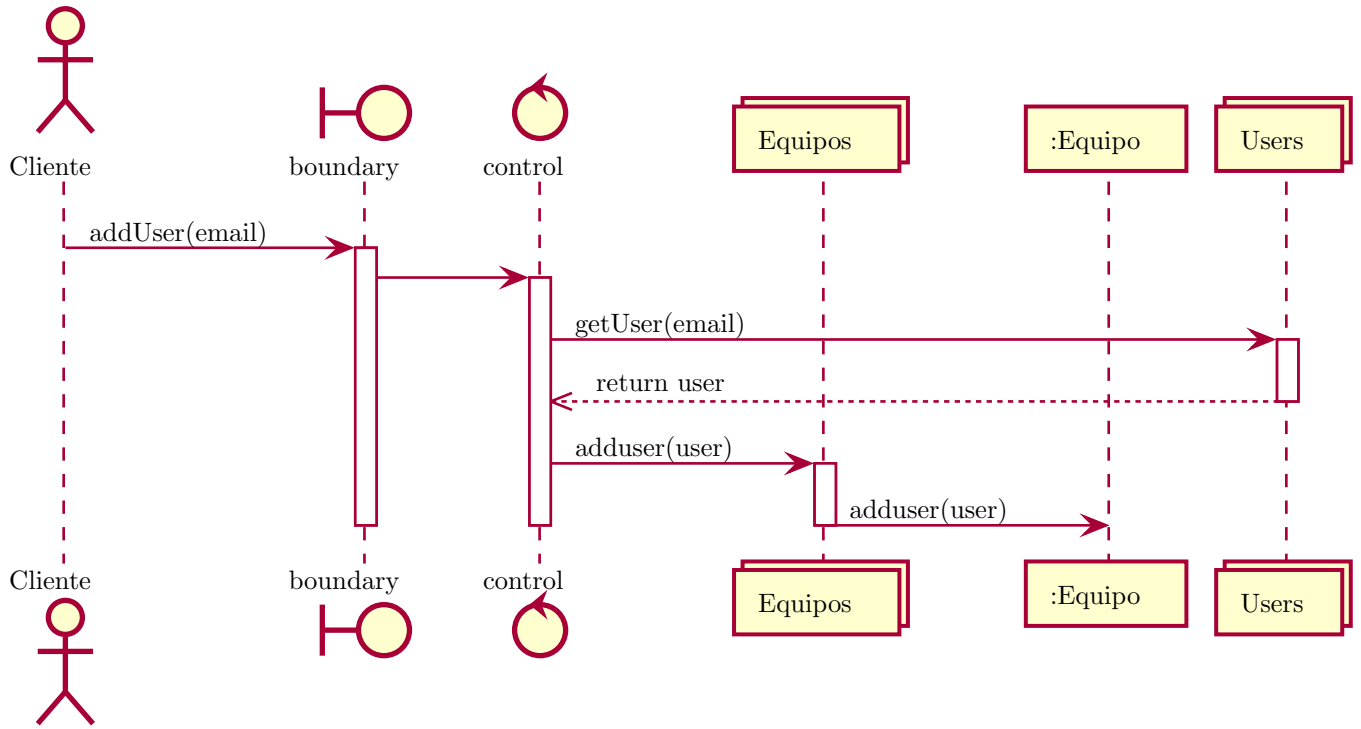 Cliente
boundary
control
Equipos
:Equipo
Users
addUser(email)
getUser(email)
return user
adduser(user)
adduser(user)
Cliente
boundary
control
Equipos
:Equipo
Users